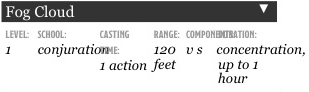 Fog Cloud ▼
LEVEL: SCHOOL: CASTING TIME: RANGE: COMPONENTS: DURATION:
1 conjuration 1 action 120 feet v s concentration, up to 1 hour